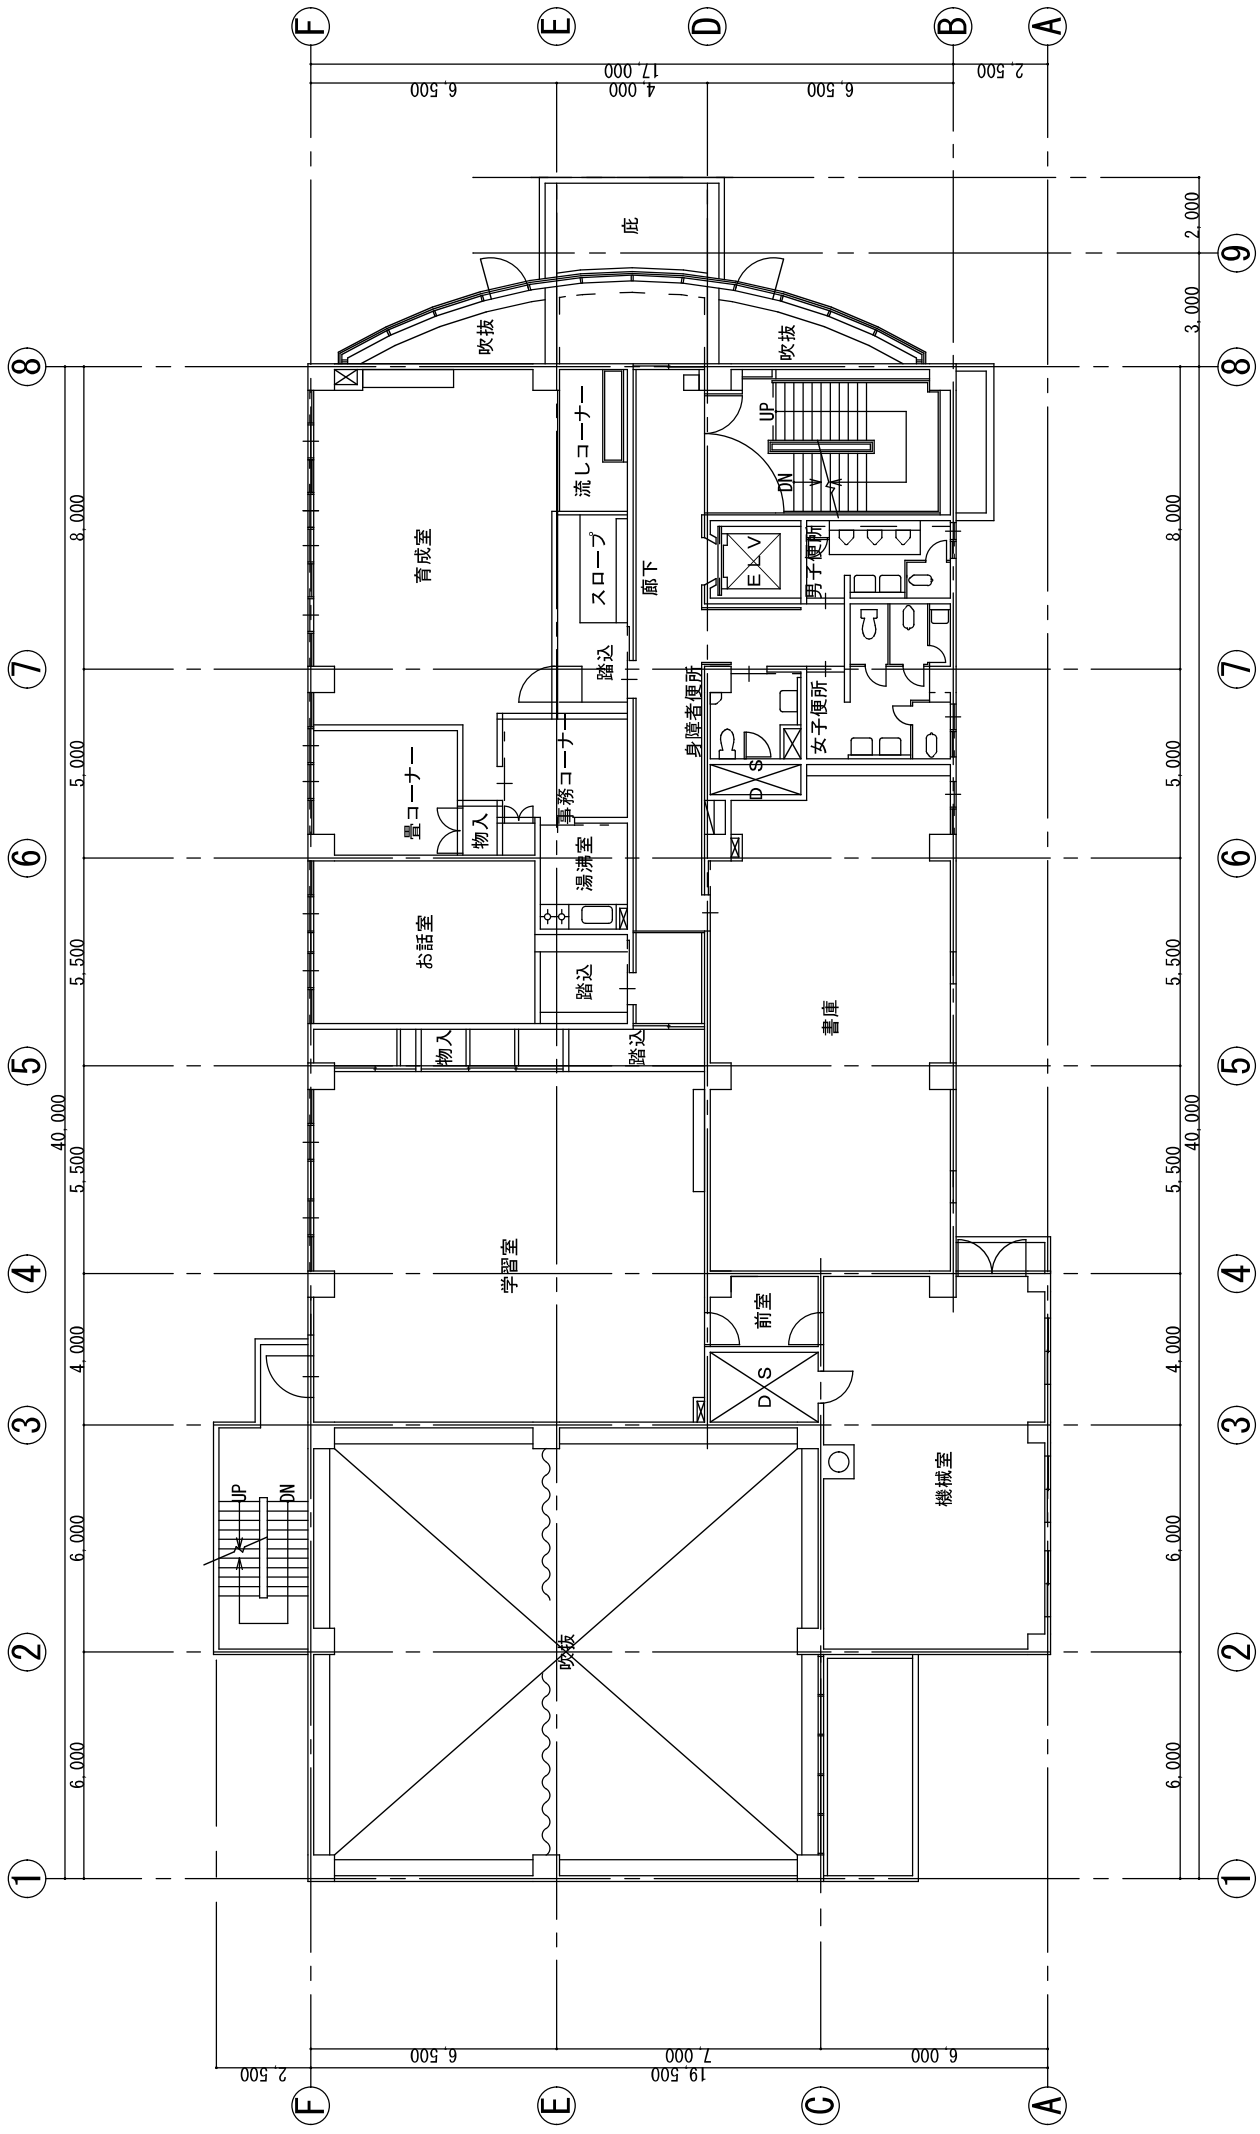 F
E
D
B
A
17,000
2,500
6,500
4,000
6,500
庇
2,000
9
9
3,000
吹抜
吹抜
8
8
8,000
育成室
流しコーナー
スロープ
廊下
UP
DN
ELV
男子便所
8,000
踏込
7
7
身障者便所
女子便所
5,000
畳コーナー
事務コーナー
物入
DS
5,000
6
6
湯沸室
お話室
5,500
踏込
書庫
5,500
物入
踏込
5
5
40,000
40,000
5,500
5,500
学習室
4
4
前室
4,000
4,000
DS
3
3
機械室
UP
DN
6,000
6,000
吹抜
2
2
6,000
6,000
1
1
2,500
6,500
7,000
6,000
19,500
F
E
C
A